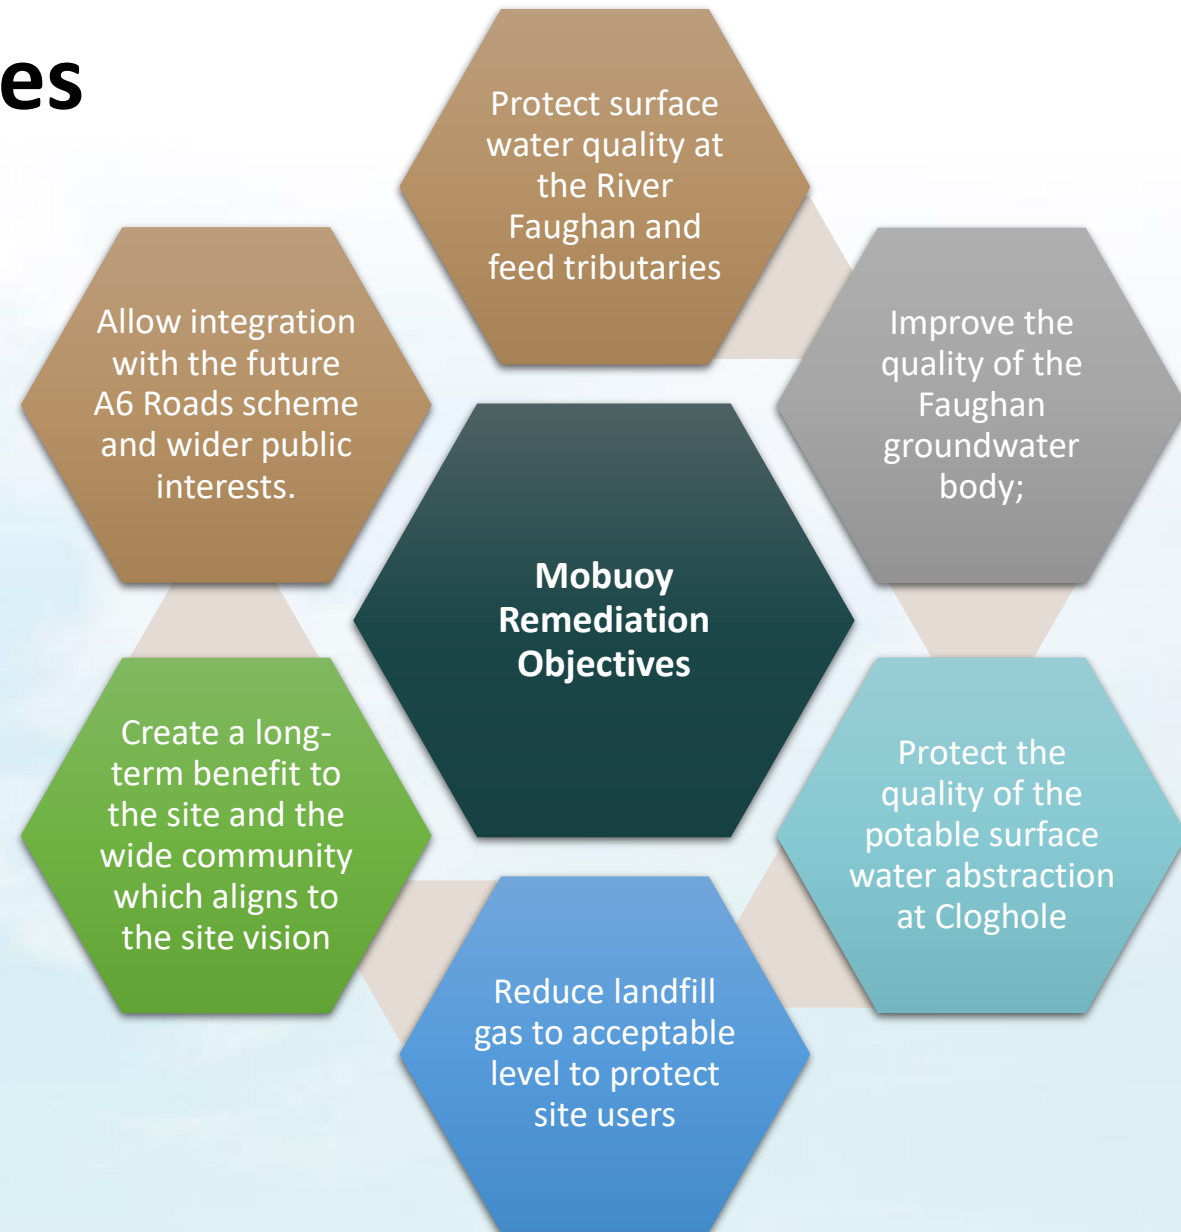 es
Protect surface
water quality at
the River
Faughan and
feed tributaries
Improve the
quality of the
Faughan
groundwater
body;
Protect the
quality of the
potable surface
water abstraction
at Cloghole
Reduce landfill
gas to acceptable
level to protect
site users
Create a long-
term benefit to
the site and the
wide community
which aligns to
the site vision
Allow integration
with the future
A6 Roads scheme
and wider public
interests.
Mobuoy
Remediation
Objectives